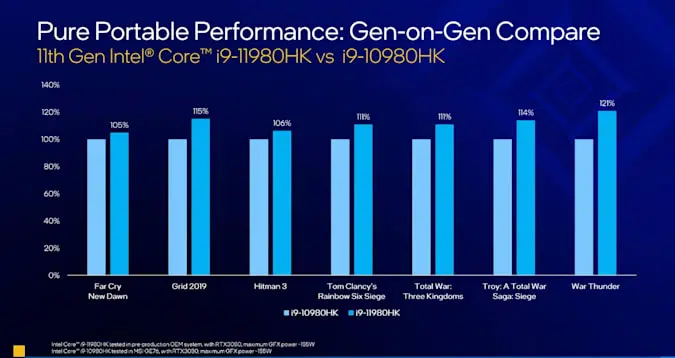 Pure Portable Performance: Gen-on-Gen Compare
11th Gen Intel® Core™ i9-11980HK vs i9-10980HK
140%
120%
100%
80%
60%
40%
20%
0%
105%
115%
106%
111%
111%
114%
121%
Far Cry
New Dawn
Grid 2019
Hitman 3
Tom Clancy's
Rainbow Six Siege
Total War:
Three Kingdoms
Troy: A Total War
Saga: Siege
War Thunder
i9-10980HK
i9-11980HK
Intel Core™ i9-11980HK tested in pre-production OEM system, with RTX3080, maximum GFX power ~155W
Intel Core™ i9-10980HK tested in MSI-GE76, with RTX3080, maximum GFX power ~155W